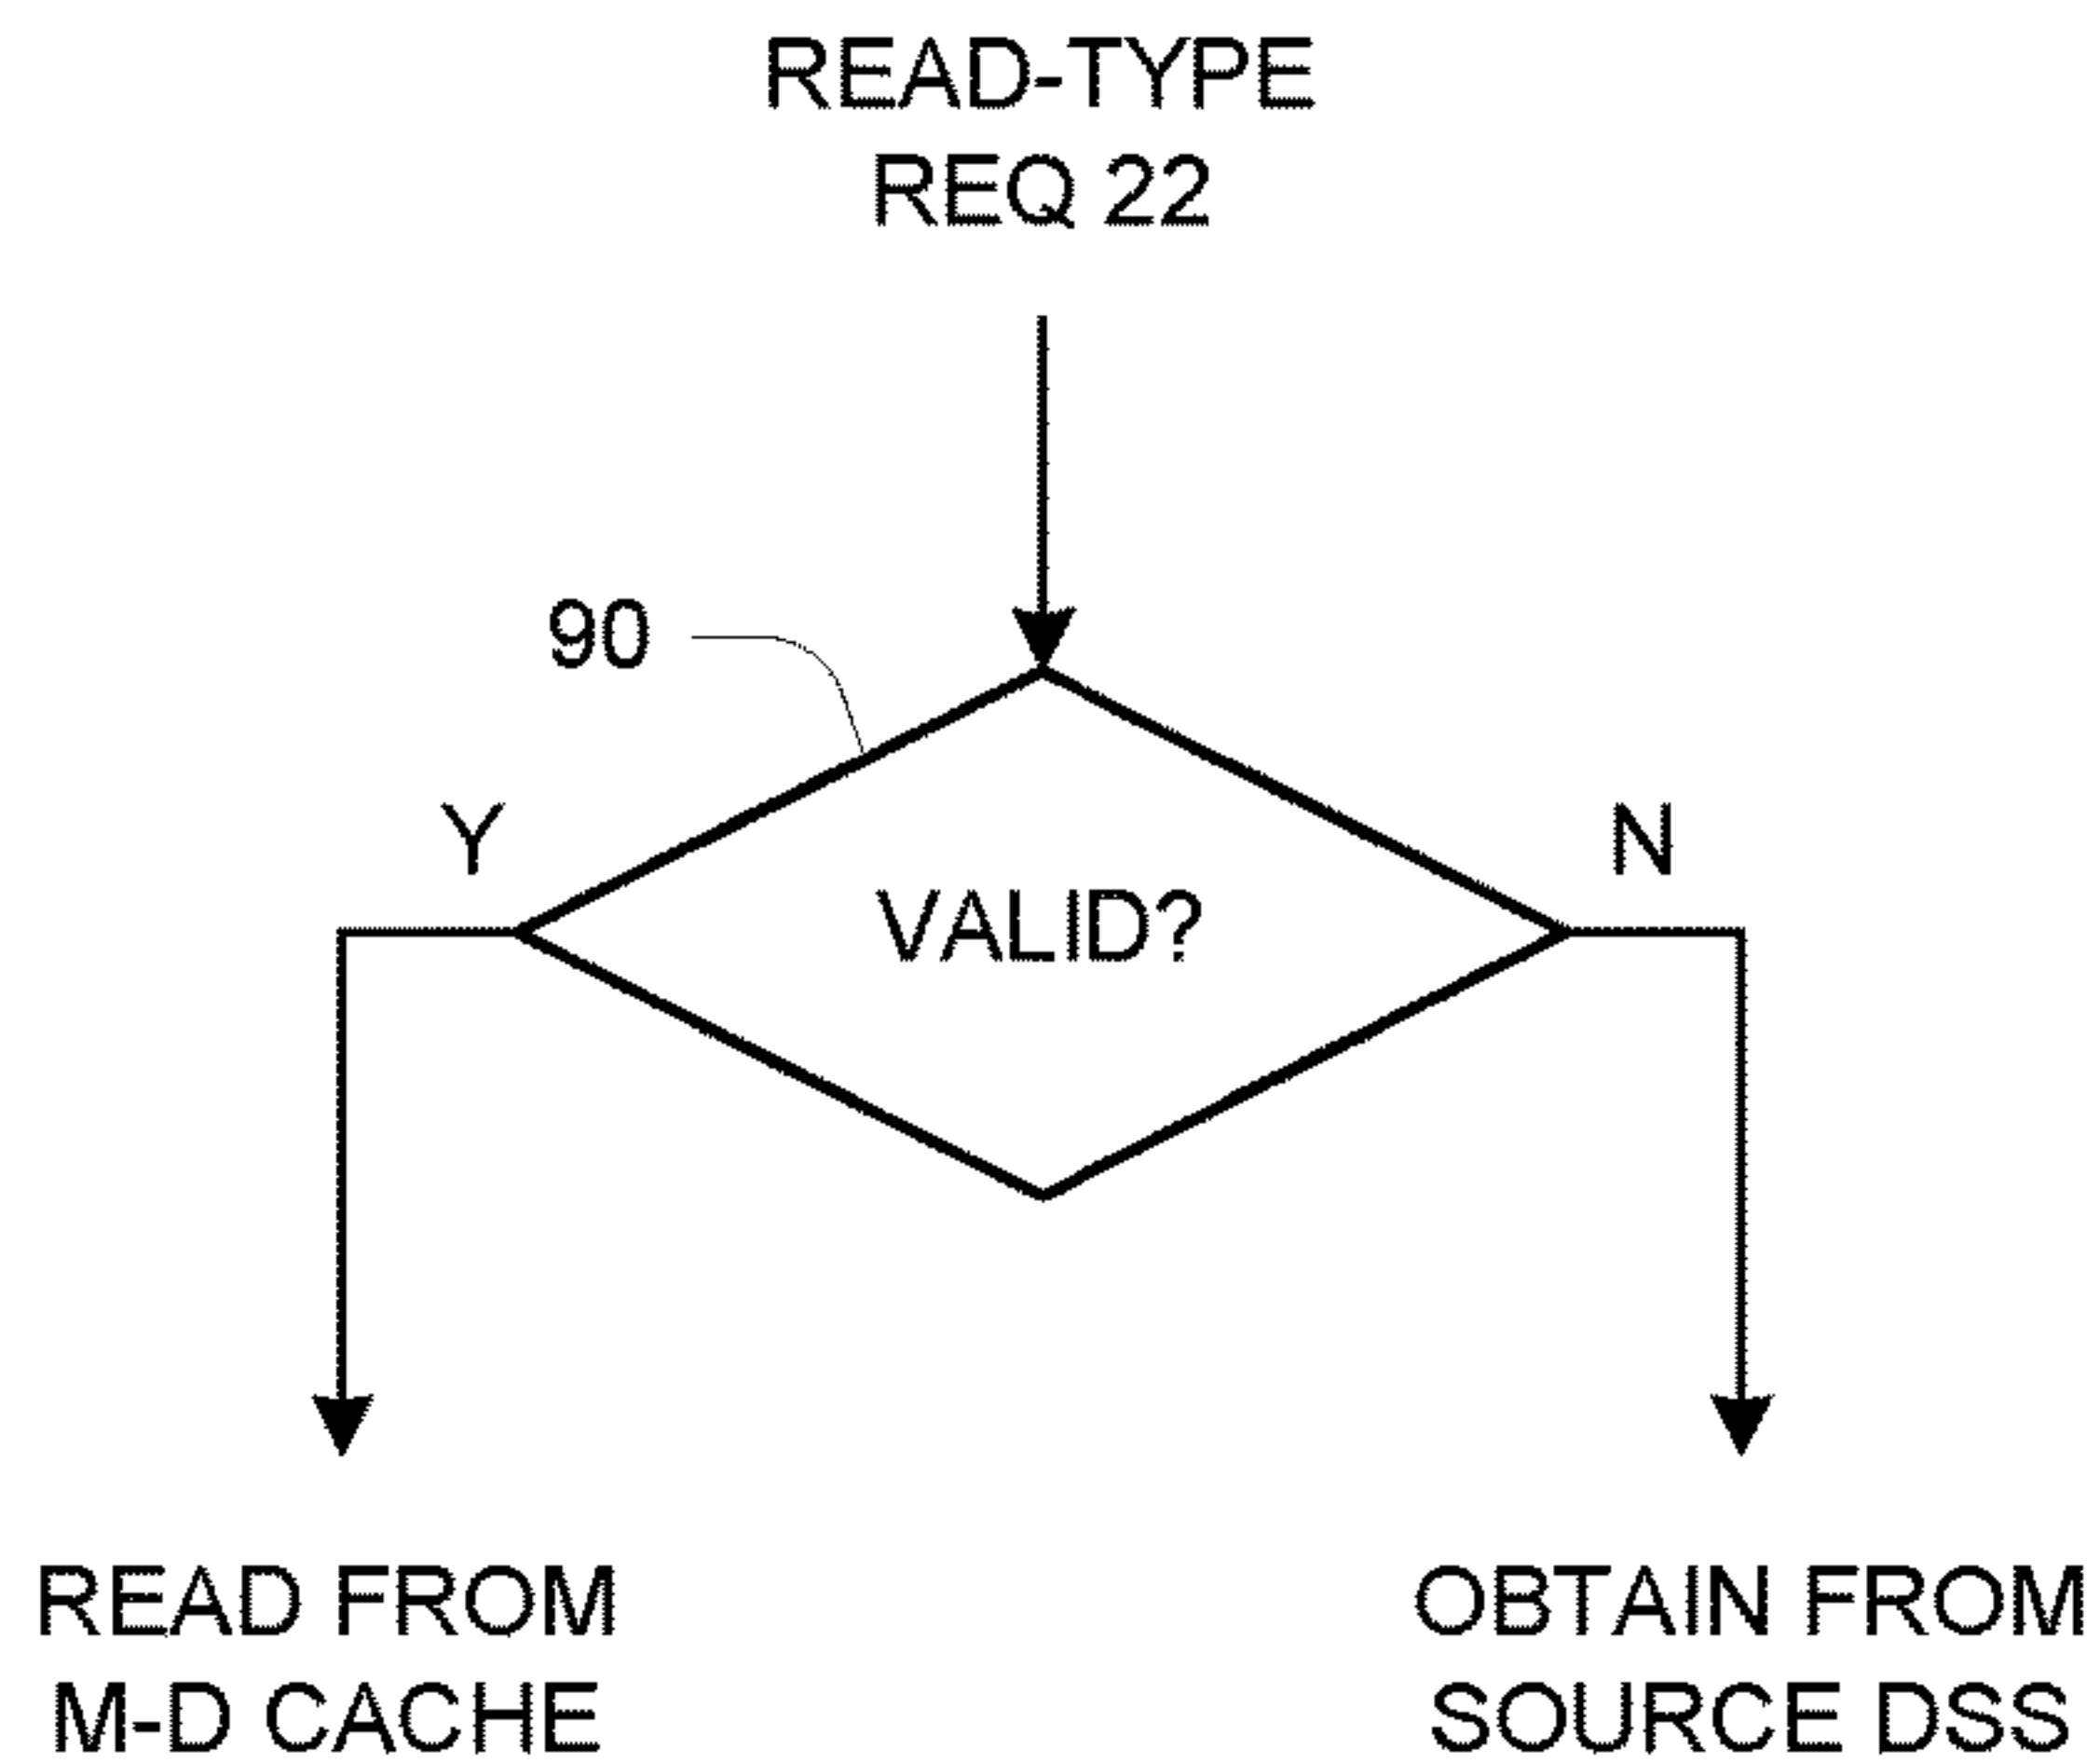 READ-TYPE
REQ 22
90
Y
N
VALID?
READ FROM
M-D CACHE
OBTAIN FROM
SOURCE DSS